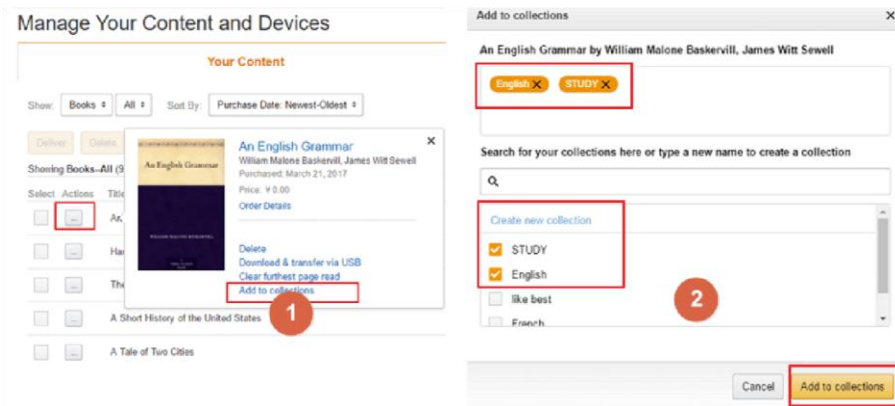 Manage Your Content and Devices
Your Content
Show: Books All Sort By: Purchase Date: Newest-Oldest
Deliver Delete
Showing Books-All (9
Select Actions Title
An English Grammar
An English Grammar
William Malone Baskervill, James Witt Sewell
Purchased: March 21, 2017
Price: ¥ 0.00
Order Details
Delete
Download & transfer via USB
Clear furthest page read
Add to collections
1
A Short History of the United States
A Tale of Two Cities
Add to collections
An English Grammar by William Malone Baskervill, James Witt Sewell
English STUDY
Search for your collections here or type a new name to create a collection
Create new collection
STUDY
English
like best
French
2
Cancel Add to collections